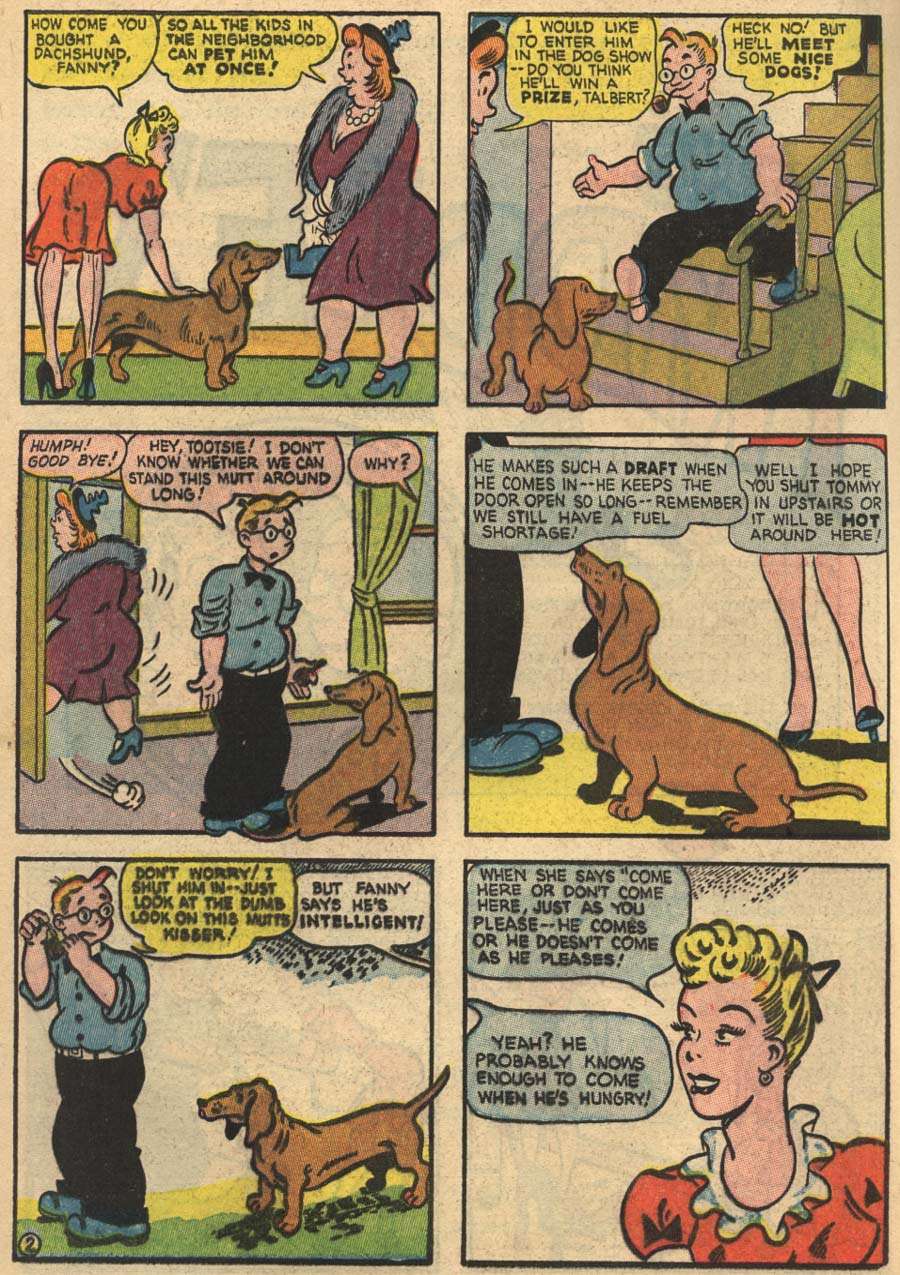 HOW COME YOU
BOUGHT A
DACHSHUND,
FANNY?
SO ALL THE KIDS IN
THE NEIGHBORHOOD
CAN PET HIM
AT ONCE!
I WOULD LIKE
TO ENTER HIM
IN THE DOG SHOW
--DO YOU THINK
HE'LL WIN A
PRIZE, TALBERT?
HECK NO! BUT
HE'LL MEET
SOME NICE
DOGS!
HUMPH!
GOOD BYE!
HEY, TOOTSIE! I DON'T
KNOW WHETHER WE CAN
STAND THIS MUTT AROUND
LONG!
WHY?
HE MAKES SUCH A DRAFT WHEN
HE COMES IN--HE KEEPS THE
DOOR OPEN SO LONG--REMEMBER
WE STILL HAVE A FUEL
SHORTAGE!
WELL I HOPE
YOU SHUT TOMMY
IN UPSTAIRS OR
IT WILL BE HOT
AROUND HERE!
DON'T WORRY! I
SHUT HIM IN--JUST
LOOK AT THE DUMB
LOOK ON THIS MUTT'S
KISSER!
BUT FANNY
SAYS HE'S
INTELLIGENT!
2
WHEN SHE SAYS "COME
HERE OR DON'T COME
HERE, JUST AS YOU
PLEASE--HE COMES
OR HE DOESN'T COME
AS HE PLEASES!
YEAH? HE
PROBABLY KNOWS
ENOUGH TO COME
WHEN HE'S HUNGRY!